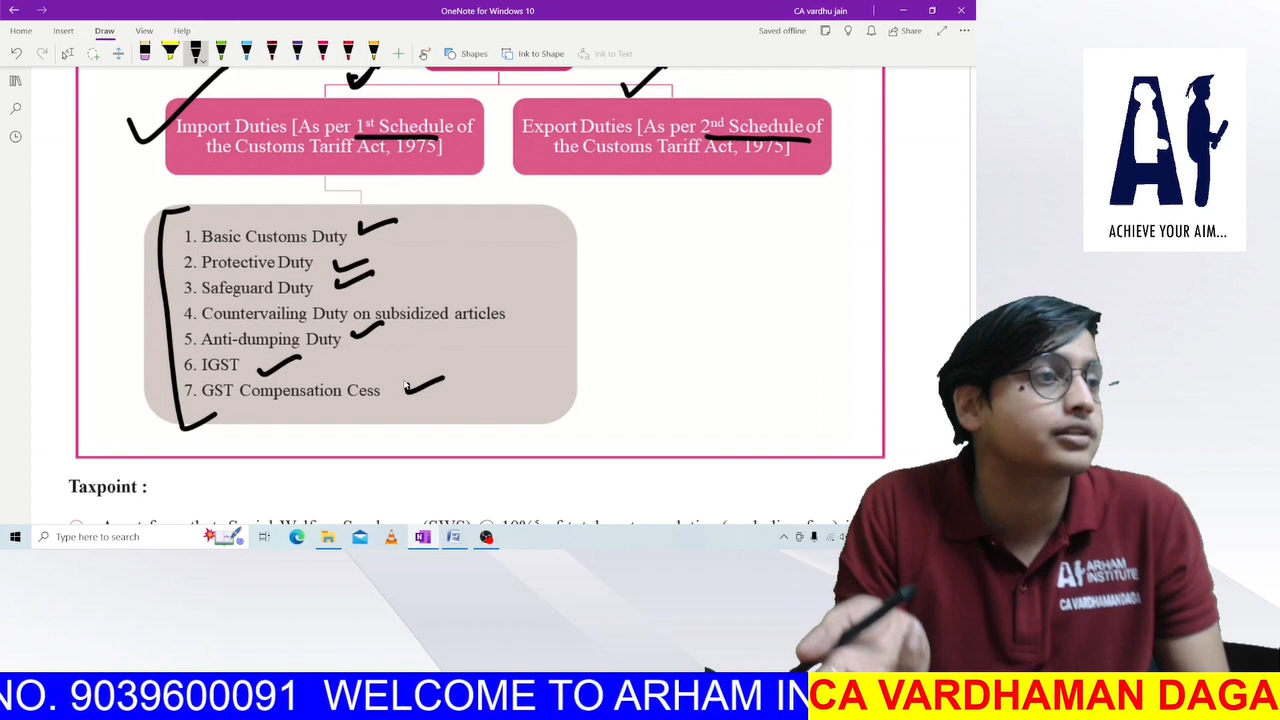 OneNote for Windows 10
CA vardhu jain
Home Insert Draw View Help
Saved offline
Share
Shapes
Ink to Shape
Ink to Text
Import Duties [As per 1st Schedule of
the Customs Tariff Act, 1975]
Export Duties [As per 2nd Schedule of
the Customs Tariff Act, 1975]
1. Basic Customs Duty
2. Protective Duty
3. Safeguard Duty
4. Countervailing Duty on subsidized articles
5. Anti-dumping Duty
6. IGST
7. GST Compensation Cess
Taxpoint :
Type here to search
ACHIEVE YOUR AIM...
ARHAM
INSTITUTE
CA VARDHAMAN DAGA
NO. 9039600091 WELCOME TO ARHAM IN
CA VARDHAMAN DAGA